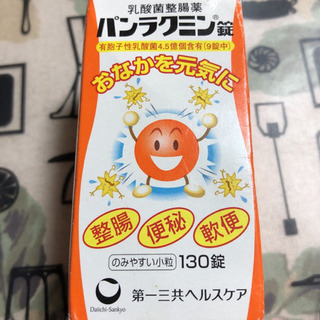 乳酸菌整腸薬
パンラクミン®錠
有胞子性乳酸菌4.5億個含有(9錠中)
おなかを元気に
整腸 便秘 軟便
のみやすい小粒 130錠
Daiichi-Sankyo
第一三共ヘルスケア